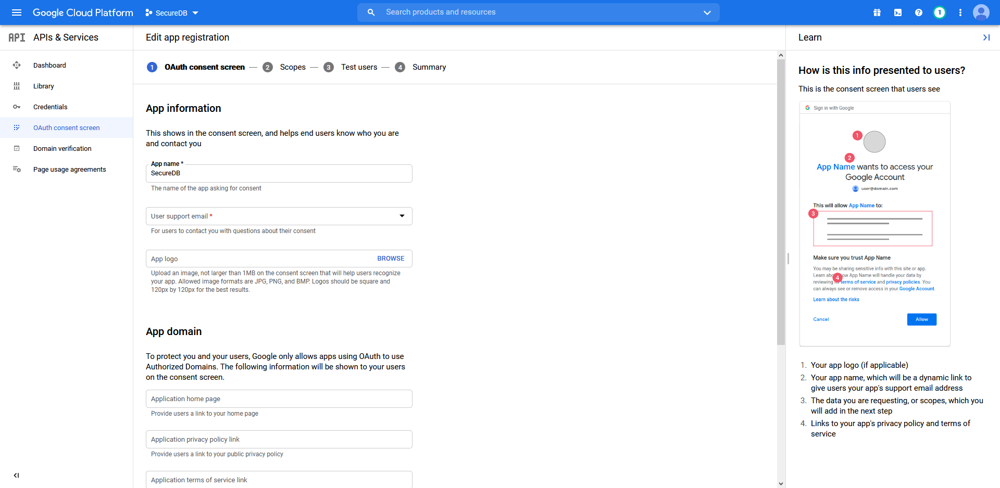 Google Cloud Platform
SecureDB
Search products and resources
1
API APIs & Services
Edit app registration
Learn
Dashboard
Library
Credentials
OAuth consent screen
Domain verification
Page usage agreements
1 OAuth consent screen — 2 Scopes — 3 Test users — 4 Summary
App information
This shows in the consent screen, and helps end users know who you are
and contact you
App name *
SecureDB
The name of the app asking for consent
User support email *
For users to contact you with questions about their consent
App logo
BROWSE
Upload an image, not larger than 1MB on the consent screen that will help users recognize
your app. Allowed image formats are JPG, PNG, and BMP. Logos should be square and
120px by 120px for the best results.
App domain
To protect you and your users, Google only allows apps using OAuth to use
Authorized Domains. The following information will be shown to your users
on the consent screen.
Application home page
Provide users a link to your home page
Application privacy policy link
Provide users a link to your public privacy policy
Application terms of service link
How is this info presented to users?
This is the consent screen that users see
G Sign in with Google
1
2
App Name wants to access your
Google Account
user@domain.com
This will allow App Name to:
3
Make sure you trust App Name
You may be sharing sensitive info with this site or app.
Learn App Name will handle your data by
reviewing terms of service and privacy policies. You
4
can always see or remove access in your Google Account.
Learn about the risks
Cancel
Allow
1. Your app logo (if applicable)
2. Your app name, which will be a dynamic link to
give users your app's support email address
3. The data you are requesting, or scopes, which you
will add in the next step
4. Links to your app's privacy policy and terms of
service